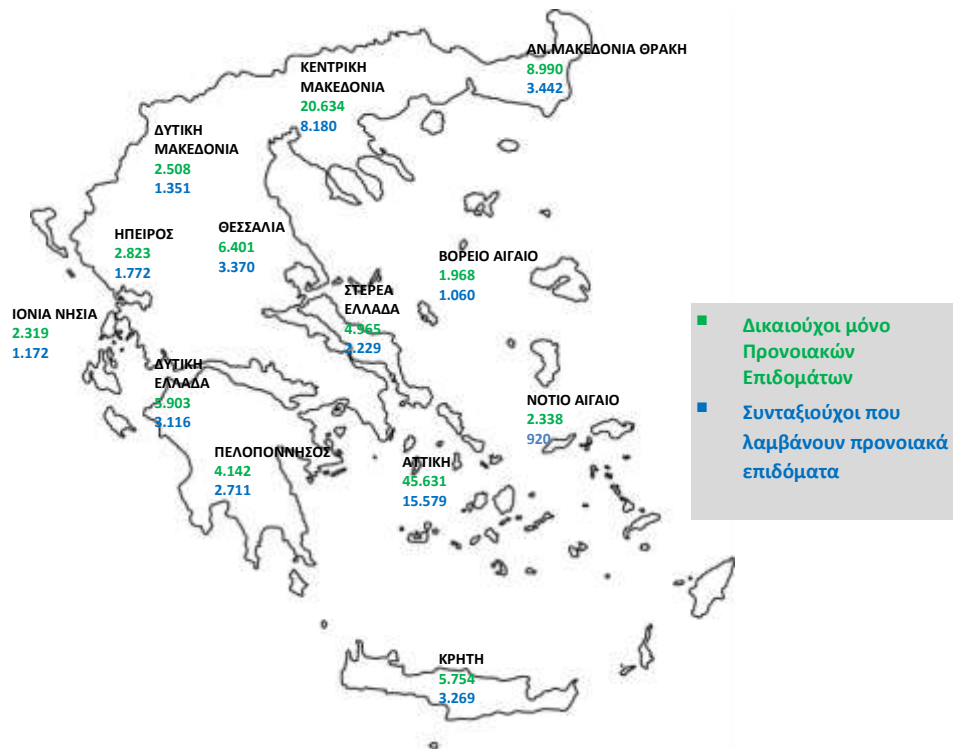 ΑΝ.ΜΑΚΕΔΟΝΙΑ ΘΡΑΚΗ
8.990
3.442
ΚΕΝΤΡΙΚΗ
ΜΑΚΕΔΟΝΙΑ
20.634
8.180
ΔΥΤΙΚΗ
ΜΑΚΕΔΟΝΙΑ
2.508
1.351
ΗΠΕΙΡΟΣ
2.823
1.772
ΘΕΣΣΑΛΙΑ
6.401
3.370
ΒΟΡΕΙΟ ΑΙΓΑΙΟ
1.968
1.060
ΣΤΕΡΕΑ
ΕΛΛΑΔΑ
4.965
2.229
ΙΟΝΙΑ ΝΗΣΙΑ
2.319
1.172
ΔΥΤΙΚΗ
ΕΛΛΑΔΑ
5.903
3.116
ΝΟΤΙΟ ΑΙΓΑΙΟ
2.338
920
ΠΕΛΟΠΟΝΝΗΣΟΣ
4.142
2.711
ΑΤΤΙΚΗ
45.631
15.579
ΚΡΗΤΗ
5.754
3.269
Δικαιούχοι μόνο
Προνοιακών
Επιδομάτων
Συνταξιούχοι που
λαμβάνουν προνοιακά
επιδόματα